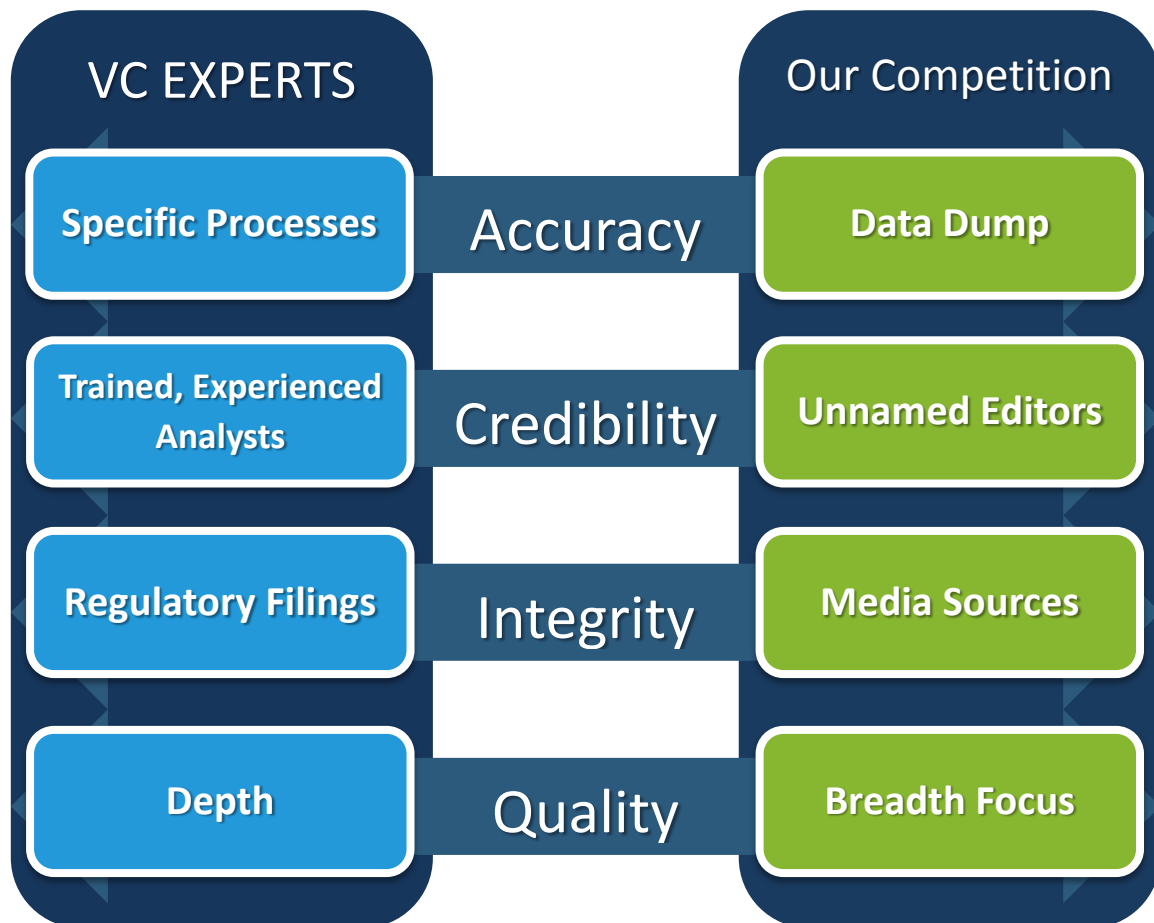 VC EXPERTS
Our Competition
Specific Processes
Accuracy
Data Dump
Trained, Experienced
Analysts
Credibility
Unnamed Editors
Regulatory Filings
Integrity
Media Sources
Depth
Quality
Breadth Focus